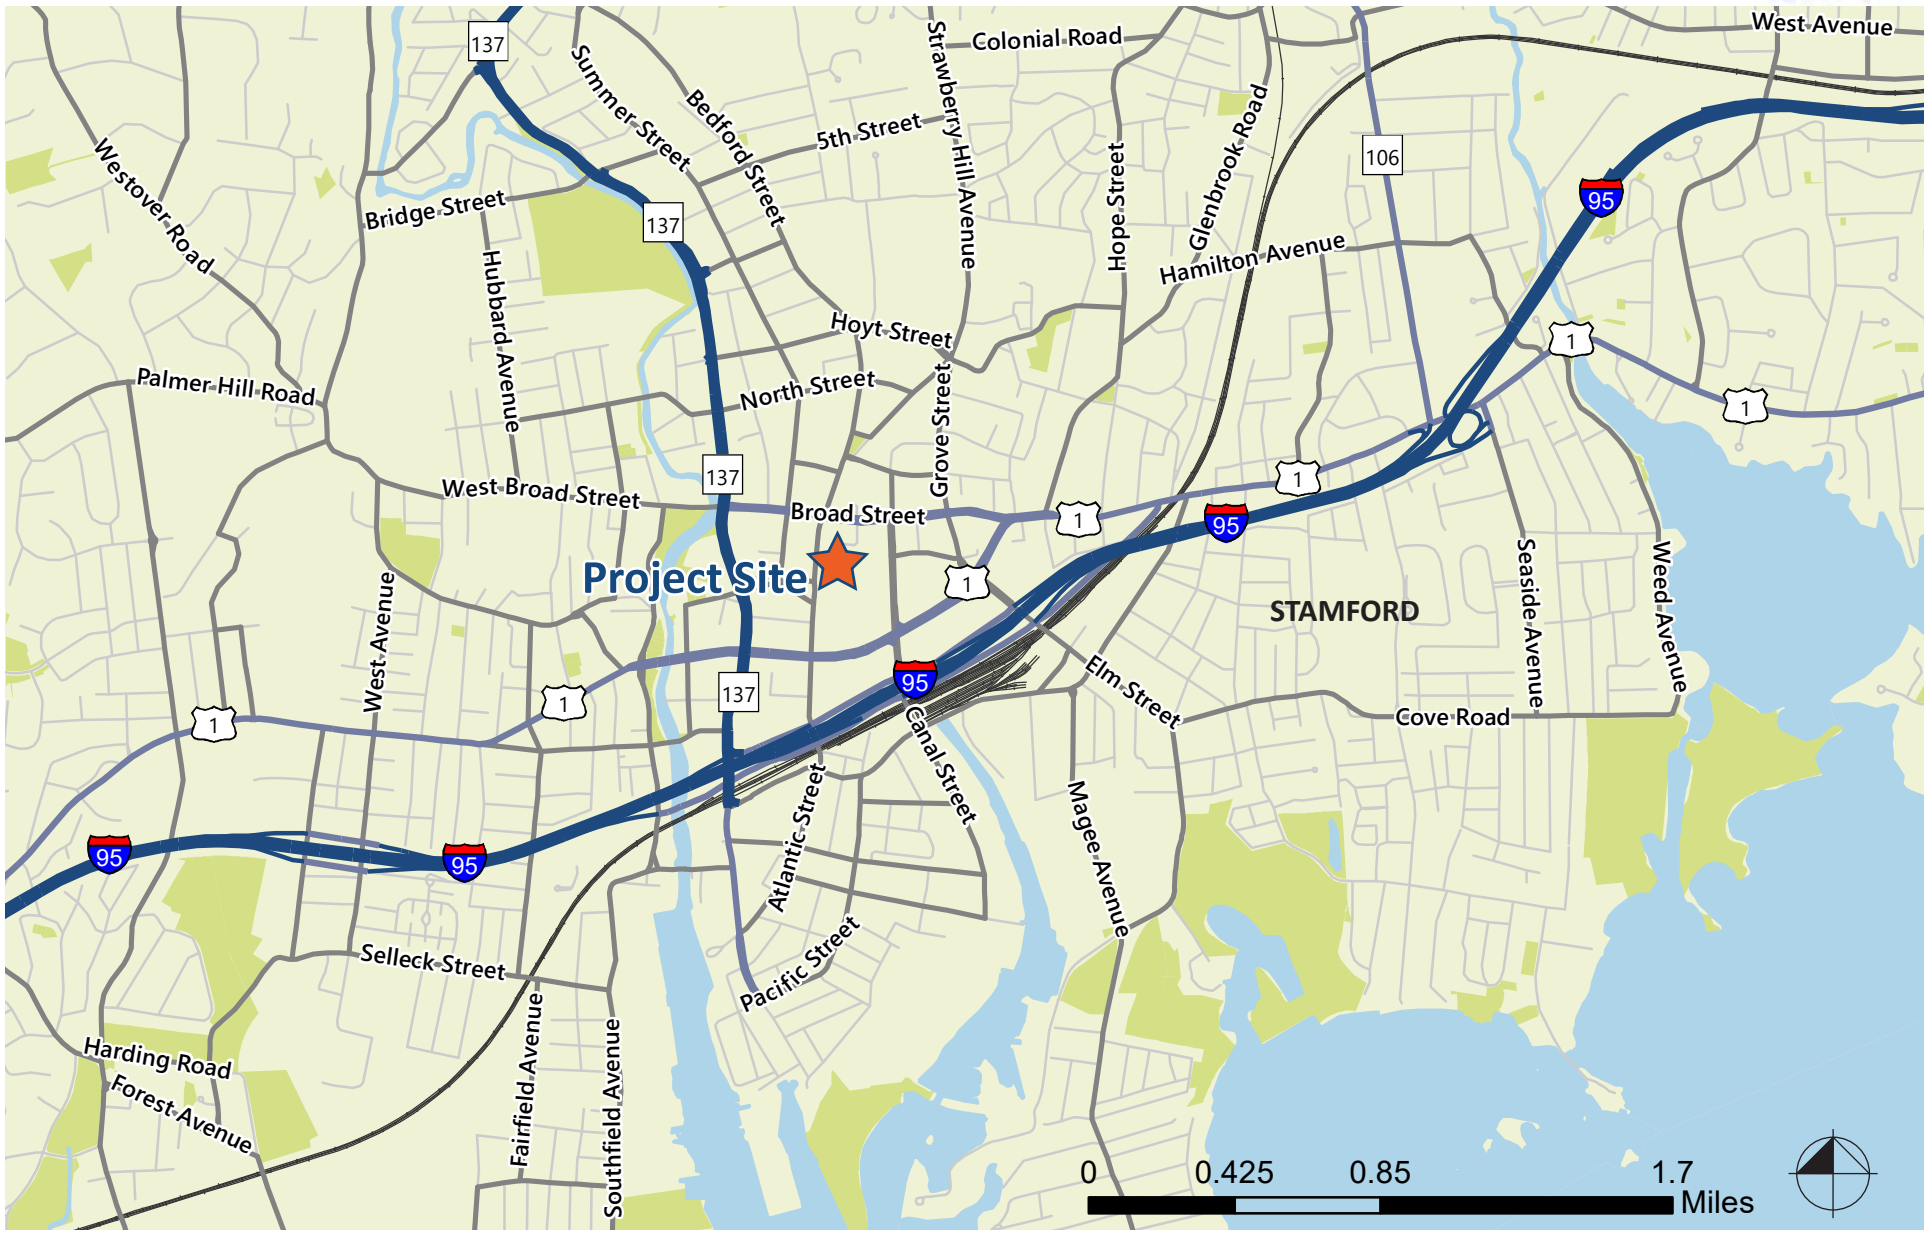 137
West Avenue
Colonial Road
Summer Street
Strawberry Hill Avenue
Bedford Street
5th Street
Westover Road
Hope Street
Glenbrook Road
106
95
Bridge Street
137
Hubbard Avenue
Hamilton Avenue
Hoyt Street
1
Palmer Hill Road
North Street
Grove Street
1
West Broad Street
137
Broad Street
1
1
95
Project Site
1
STAMFORD
Seaside Avenue
Weed Avenue
West Avenue
95
137
Elm Street
1
1
Cove Road
Canal Street
Atlantic Street
Magee Avenue
95
95
Selleck Street
Pacific Street
Harding Road
Forest Avenue
Fairfield Avenue
Southfield Avenue
0 0.425 0.85 1.7
Miles